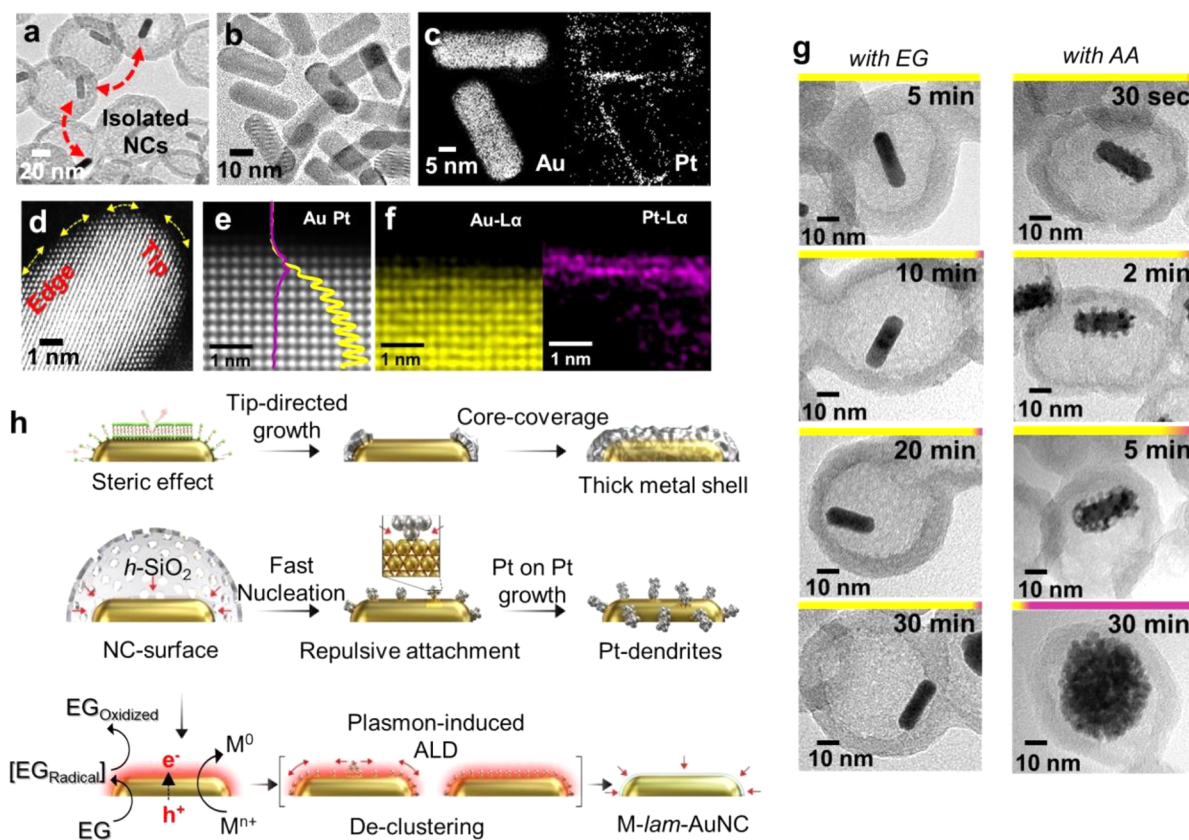 a
Isolated
NCs
20 nm
b
10 nm
c
5 nm
Au
Pt
d
Edge
Tip
1 nm
e
Au Pt
1 nm
f
Au-Lα
1 nm
Pt-Lα
1 nm
g
with EG
5 min
10 nm
10 min
10 nm
20 min
10 nm
30 min
10 nm
with AA
30 sec
10 nm
2 min
10 nm
5 min
10 nm
30 min
10 nm
h
Steric effect
Tip-directed
growth
Core-coverage
Thick metal shell
h-SiO2
NC-surface
Fast
Nucleation
Repulsive attachment
Pt on Pt
growth
Pt-dendrites
EGOxidized
[EGRadical]
EG
e-
h+
M0
Mn+
Plasmon-induced
ALD
De-clustering
M-lam-AuNC